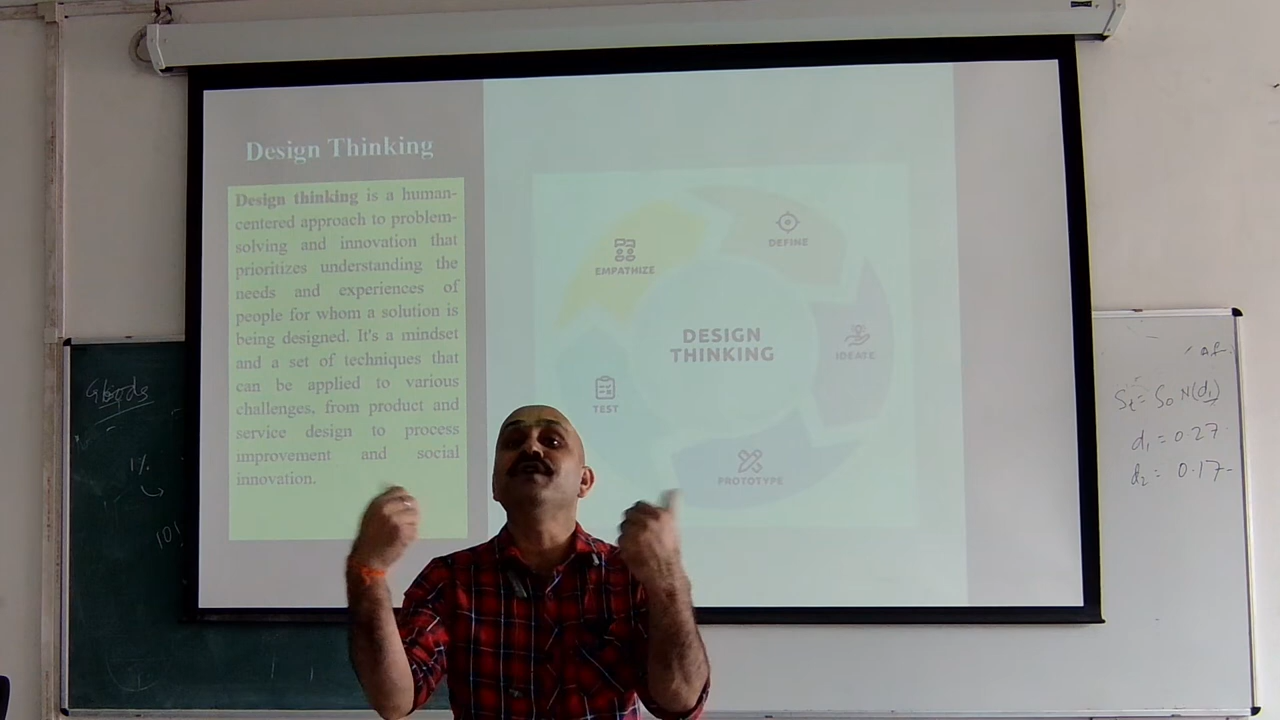 Design Thinking
Design thinking is a human-
centered approach to problem-
solving and innovation that
prioritizes understanding the
needs and experiences of
people for whom a solution is
being designed. It's a mindset
and a set of techniques that
can be applied to various
challenges, from product and
service design to process
improvement and social
innovation.
EMPATHIZE
DEFINE
IDEATE
PROTOTYPE
TEST
DESIGN
THINKING
1%
10
St = So N(d1)
d1 = 0.27
d2 = 0.17